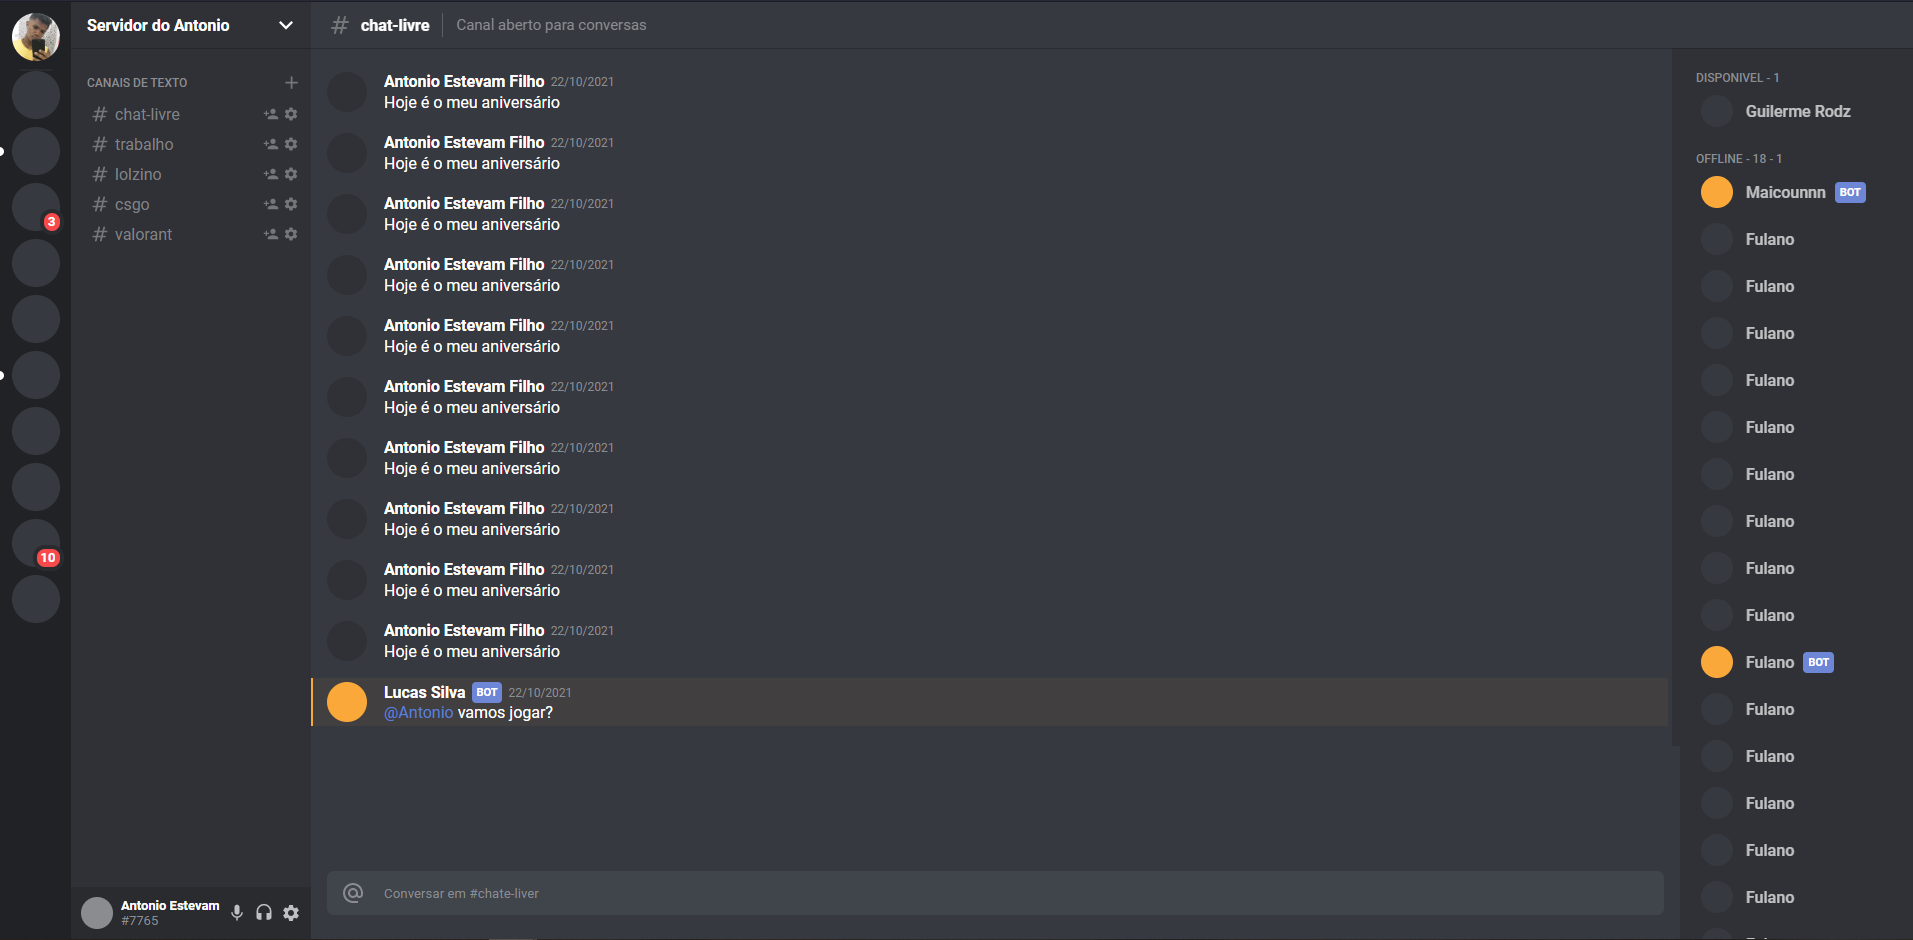 Servidor do Antonio
CANAIS DE TEXTO
chat-livre
trabalho
lolzino
csgo
valorant
3
10
Antonio Estevam
#7765
chat-livre
Canal aberto para conversas
Antonio Estevam Filho 22/10/2021
Hoje é o meu aniversário
Antonio Estevam Filho 22/10/2021
Hoje é o meu aniversário
Antonio Estevam Filho 22/10/2021
Hoje é o meu aniversário
Antonio Estevam Filho 22/10/2021
Hoje é o meu aniversário
Antonio Estevam Filho 22/10/2021
Hoje é o meu aniversário
Antonio Estevam Filho 22/10/2021
Hoje é o meu aniversário
Antonio Estevam Filho 22/10/2021
Hoje é o meu aniversário
Antonio Estevam Filho 22/10/2021
Hoje é o meu aniversário
Antonio Estevam Filho 22/10/2021
Hoje é o meu aniversário
Antonio Estevam Filho 22/10/2021
Hoje é o meu aniversário
Lucas Silva BOT 22/10/2021
@Antonio vamos jogar?
Conversar em #chate-liver
DISPONIVEL - 1
Guilerme Rodz
OFFLINE - 18 - 1
Maicounnn BOT
Fulano
Fulano
Fulano
Fulano
Fulano
Fulano
Fulano
Fulano
Fulano
Fulano BOT
Fulano
Fulano
Fulano
Fulano
Fulano